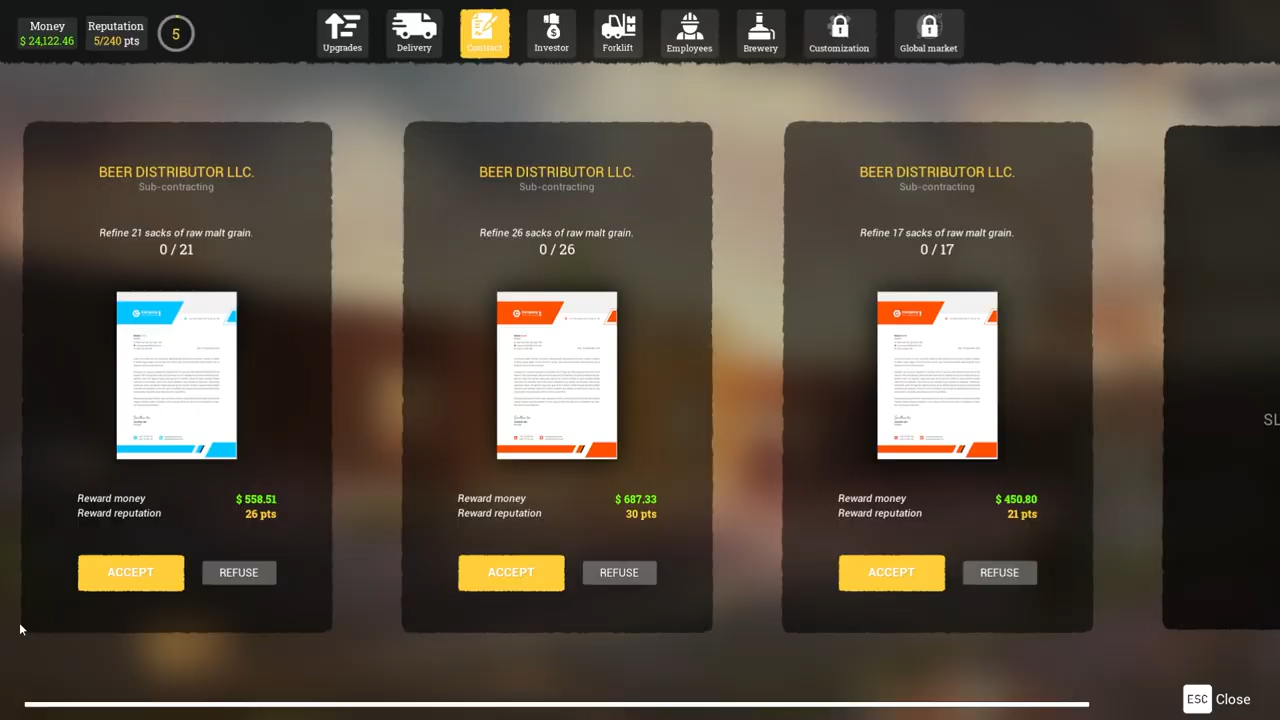 Money
$ 24,122.46
Reputation
5/240 pts
5
Upgrades
Delivery
Contract
Investor
Forklift
Employees
Brewery
Customization
Global market
BEER DISTRIBUTOR LLC.
Sub-contracting
Refine 21 sacks of raw malt grain.
0 / 21
Reward money
$ 558.51
Reward reputation
26 pts
ACCEPT
REFUSE
BEER DISTRIBUTOR LLC.
Sub-contracting
Refine 26 sacks of raw malt grain.
0 / 26
Reward money
$ 687.33
Reward reputation
30 pts
ACCEPT
REFUSE
BEER DISTRIBUTOR LLC.
Sub-contracting
Refine 17 sacks of raw malt grain.
0 / 17
Reward money
$ 450.80
Reward reputation
21 pts
ACCEPT
REFUSE
SL
ESC Close